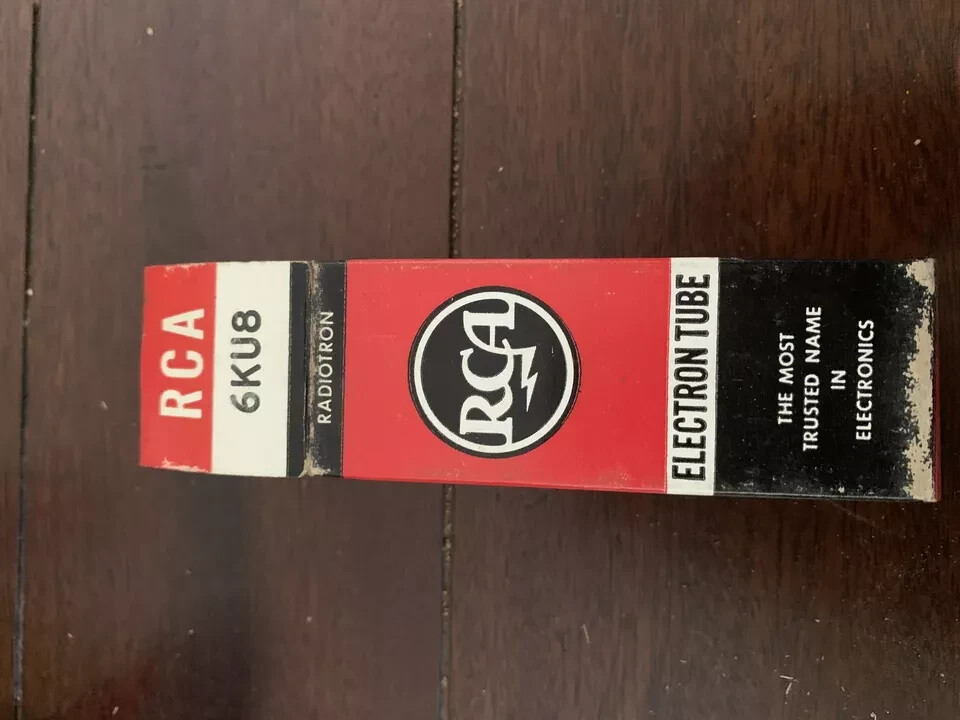 RCA
6KU8
RADIOTRON
RCA
ELECTRON TUBE
THE MOST
TRUSTED NAME
IN
ELECTRONICS